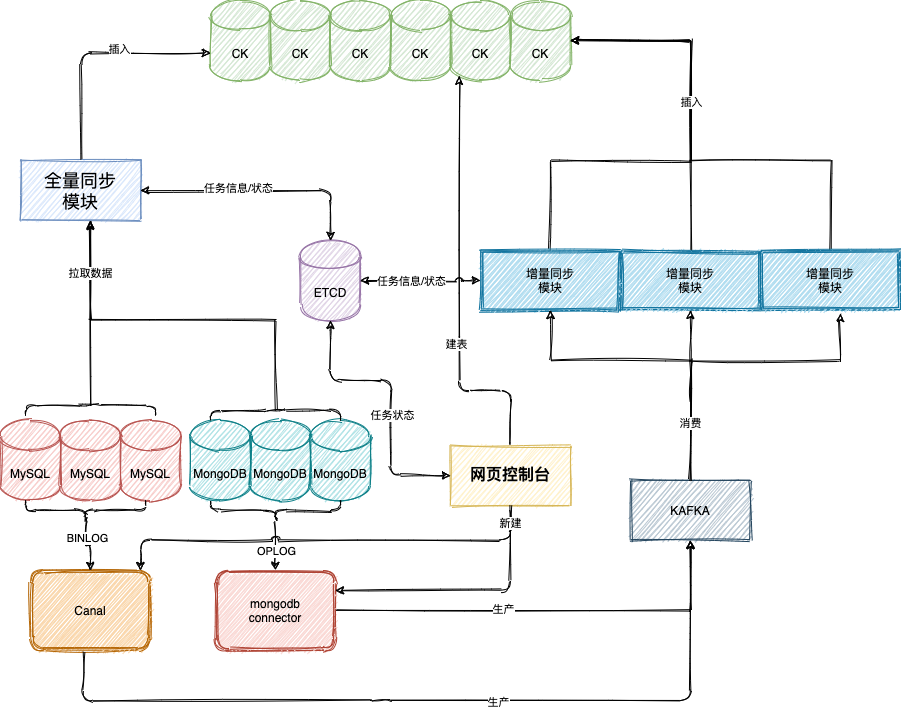 CK
CK
CK
CK
CK
CK
插入
插入
全量同步
模块
任务信息/状态
ETCD
任务信息/状态
增量同步
模块
增量同步
模块
增量同步
模块
拉取数据
建表
任务状态
消费
MySQL
MySQL
MySQL
MongoDB
MongoDB
MongoDB
网页控制台
KAFKA
新建
BINLOG
OPLOG
Canal
mongodb
connector
生产
生产